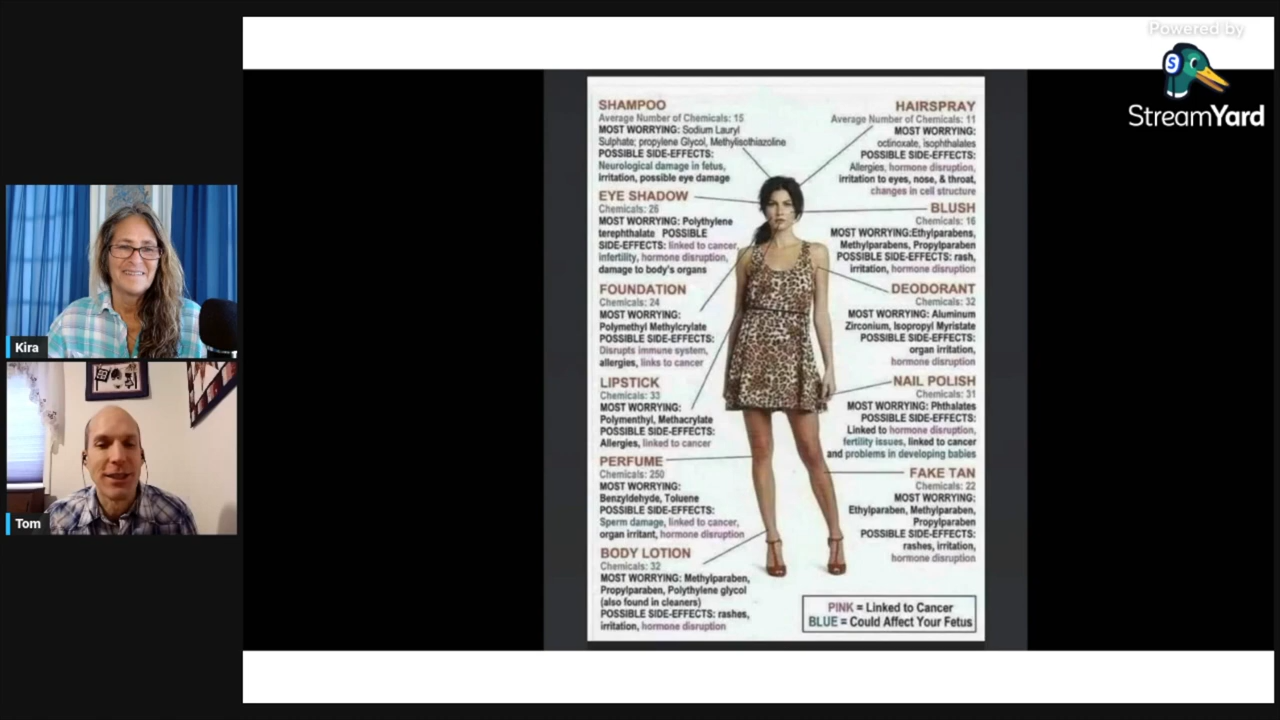 Powered by
StreamYard
Kira
Tom
SHAMPOO
Average Number of Chemicals: 15
MOST WORRYING: Sodium Lauryl
Sulphate; propylene Glycol, Methylisothiazoline
POSSIBLE SIDE-EFFECTS:
Neurological damage in fetus,
irritation, possible eye damage
EYE SHADOW
Chemicals: 26
MOST WORRYING: Polythylene
terephthalate POSSIBLE
SIDE-EFFECTS: linked to cancer,
infertility, hormone disruption,
damage to body's organs
FOUNDATION
Chemicals: 24
MOST WORRYING:
Polymethyl Methylcrylate
POSSIBLE SIDE-EFFECTS:
Disrupts immune system,
allergies, links to cancer
LIPSTICK
Chemicals: 33
MOST WORRYING:
Polymenthyl, Methacrylate
POSSIBLE SIDE-EFFECTS:
Allergies, linked to cancer
PERFUME
Chemicals: 250
MOST WORRYING:
Benzyldehyde, Toluene
POSSIBLE SIDE-EFFECTS:
Sperm damage, linked to cancer,
organ irritant, hormone disruption
BODY LOTION
Chemicals: 32
MOST WORRYING: Methylparaben,
Propylparaben, Polythylene glycol
(also found in cleaners)
POSSIBLE SIDE-EFFECTS: rashes,
irritation, hormone disruption
HAIRSPRAY
Average Number of Chemicals: 11
MOST WORRYING:
octinoxate, isophthalates
POSSIBLE SIDE-EFFECTS:
Allergies, hormone disruption,
irritation to eyes, nose, & throat,
changes in cell structure
BLUSH
Chemicals: 16
MOST WORRYING:Ethylparabens,
Methylparabens, Propylparaben
POSSIBLE SIDE-EFFECTS: rash,
irritation, hormone disruption
DEODORANT
Chemicals: 32
MOST WORRYING: Aluminum
Zirconium, Isopropyl Myristate
POSSIBLE SIDE-EFFECTS:
organ irritation,
hormone disruption
NAIL POLISH
Chemicals: 31
MOST WORRYING: Phthalates
POSSIBLE SIDE-EFFECTS:
Linked to hormone disruption,
fertility issues, linked to cancer
and problems in developing babies
FAKE TAN
Chemicals: 22
MOST WORRYING:
Ethylparaben, Methylparaben,
Propylparaben
POSSIBLE SIDE-EFFECTS:
rashes, irritation,
hormone disruption
PINK = Linked to Cancer
BLUE = Could Affect Your Fetus